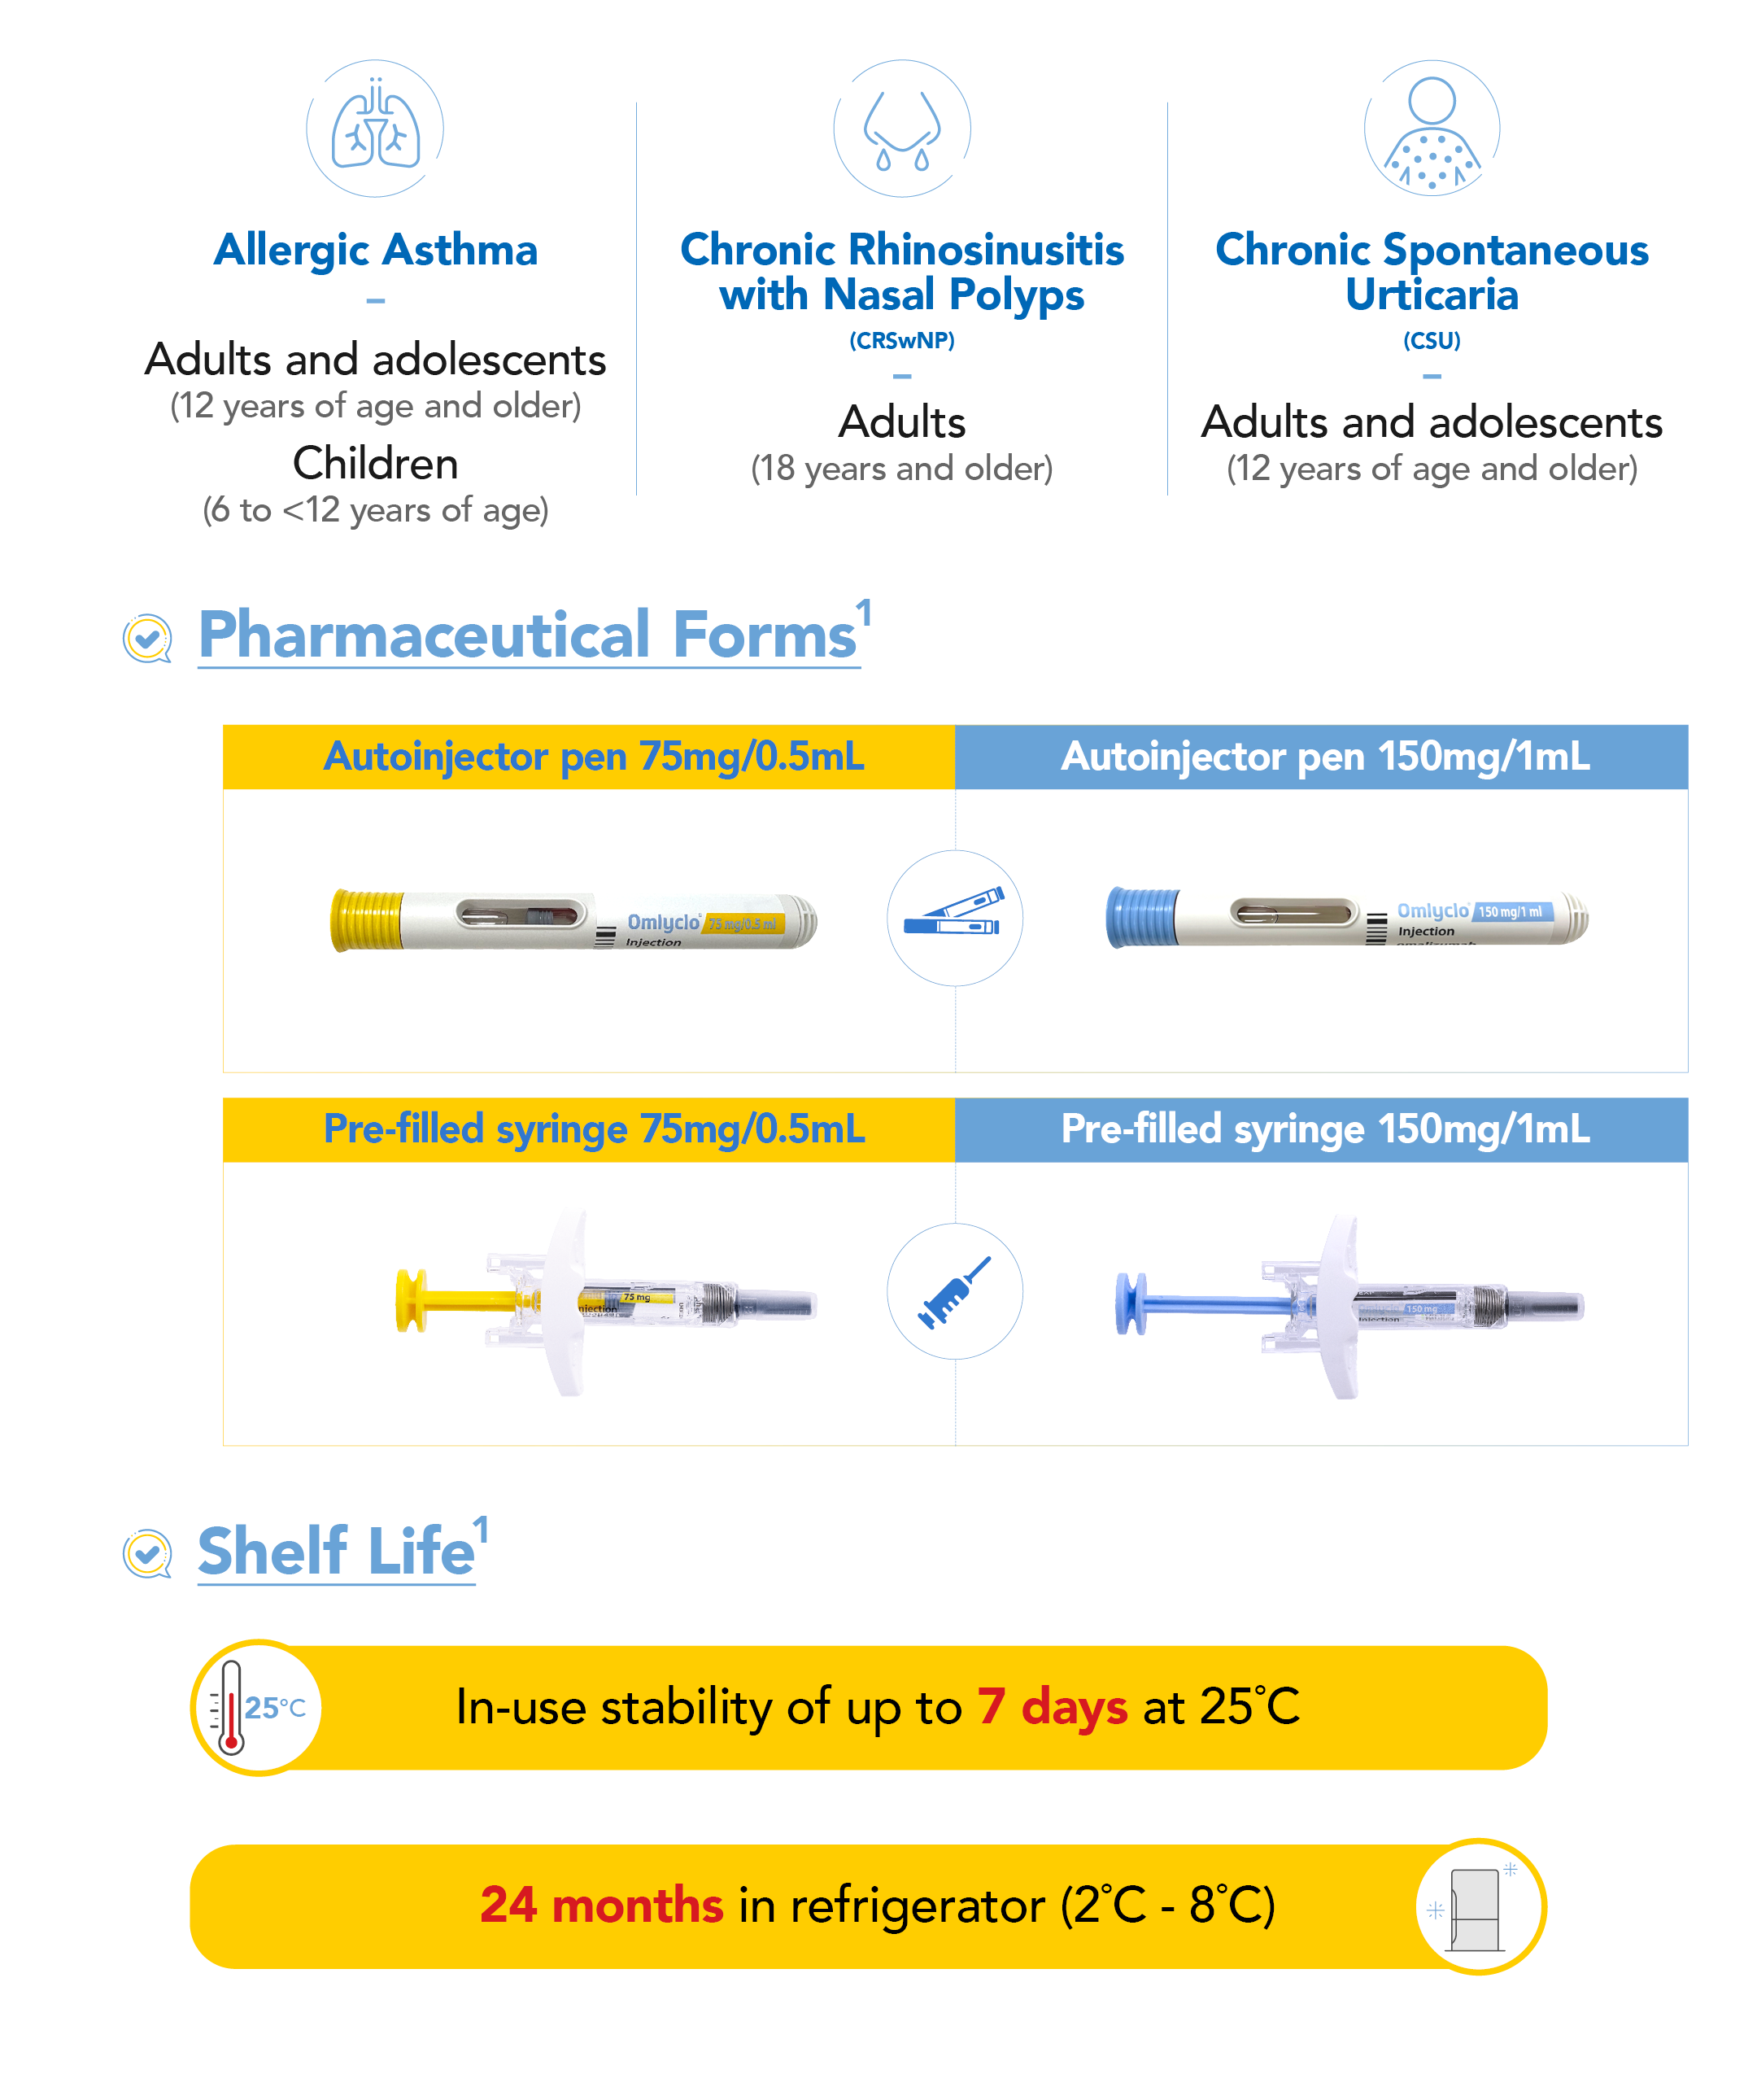 Allergic Asthma
–
Adults and adolescents
(12 years of age and older)
Children
(6 to <12 years of age)
Chronic Rhinosinusitis
with Nasal Polyps
(CRSwNP)
–
Adults
(18 years and older)
Chronic Spontaneous
Urticaria
(CSU)
–
Adults and adolescents
(12 years of age and older)
Pharmaceutical Forms¹
Autoinjector pen 75mg/0.5mL
Autoinjector pen 150mg/1mL
Omlyclo 75 mg/0.5 ml
Injection
Omlyclo 150 mg/1 ml
Injection
Pre-filled syringe 75mg/0.5mL
Pre-filled syringe 150mg/1mL
75 mg
njection
150 mg
Injection
Shelf Life¹
25°C
In-use stability of up to 7 days at 25°C
24 months in refrigerator (2°C - 8°C)